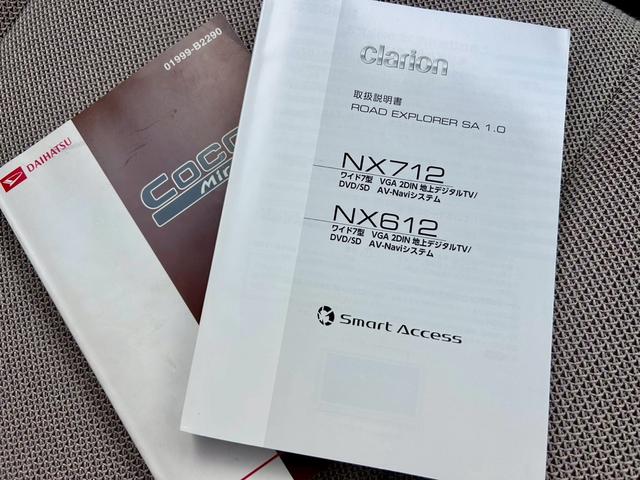 clarion
取扱説明書
ROAD EXPLORER SA 1.0
NX712
ワイド7型 VGA 2DIN 地上デジタルTV/
DVD/SD AV-Naviシステム
NX612
ワイド7型 VGA 2DIN 地上デジタルTV/
DVD/SD AV-Naviシステム
Smart Access
01999-B2290
DAIHATSU